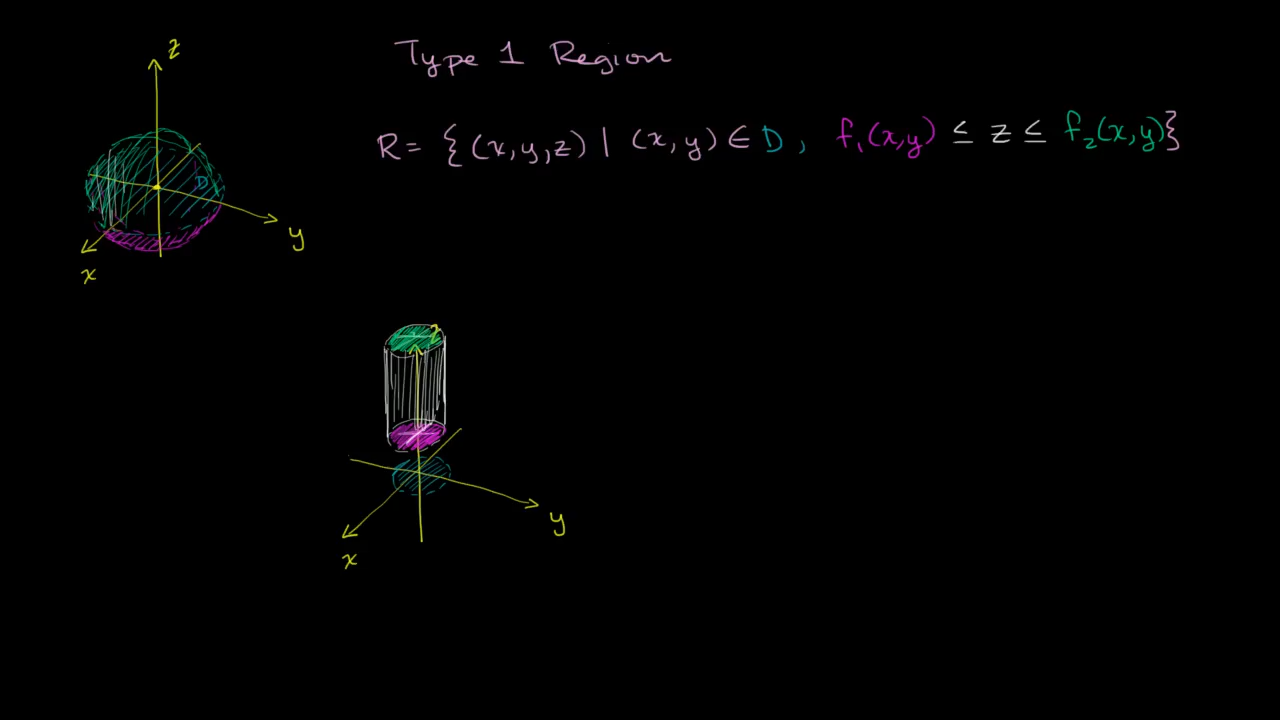 Type 1 Region
R= {(x,y,z) | (x,y) ∈ D, f₁(x,y) ≤ z ≤ f₂(x,y)}
z
D
y
x
z
y
x